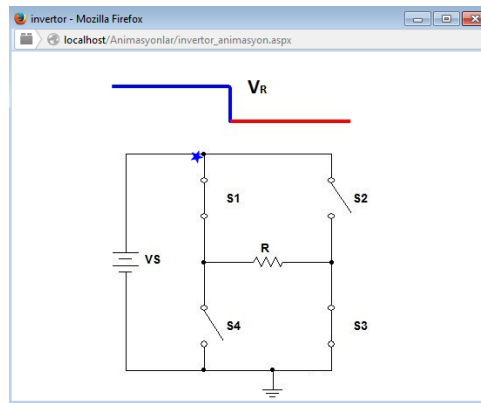 invertor - Mozilla Firefox
localhost/Animasyonlar/invertor_animasyon.aspx
VR
S1
S2
R
VS
S4
S3